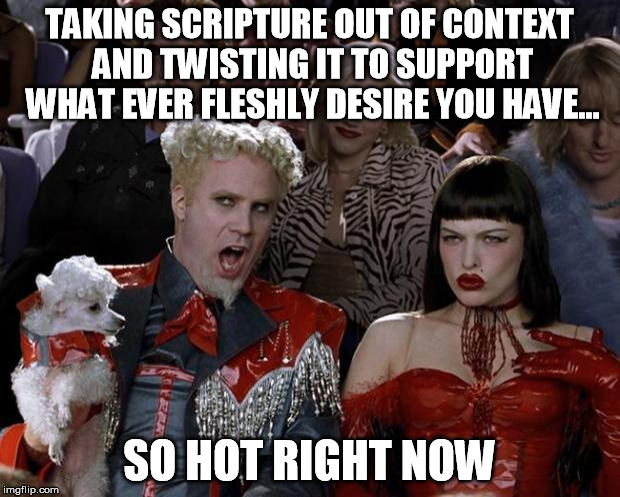 TAKING SCRIPTURE OUT OF CONTEXT
AND TWISTING IT TO SUPPORT
WHAT EVER FLESHLY DESIRE YOU HAVE...
SO HOT RIGHT NOW
imgflip.com